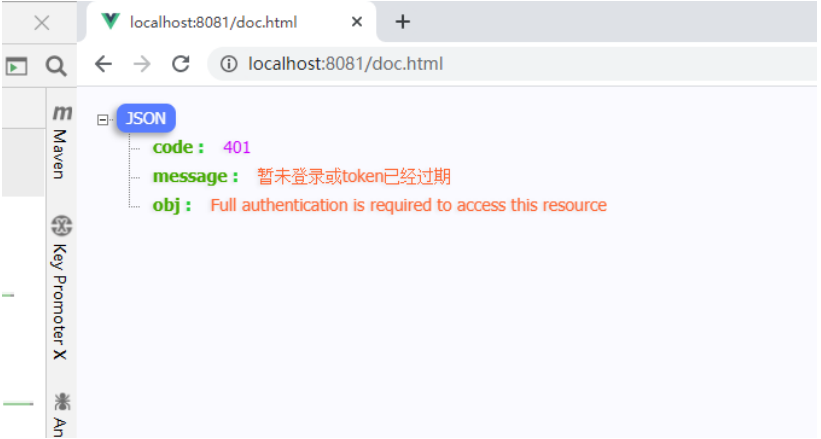 localhost:8081/doc.html
localhost:8081/doc.html
Maven
Key Promoter X
An
JSON
code : 401
message : 暂未登录或token已经过期
obj : Full authentication is required to access this resource